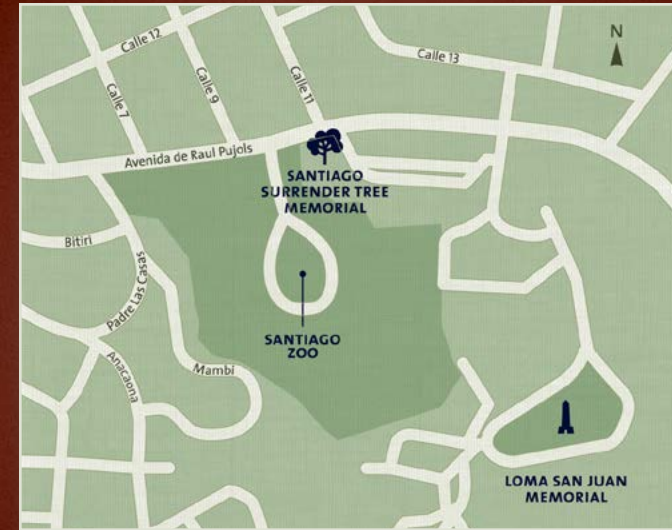 Calle 12
N
Calle 13
Calle 7
Calle 9
Calle 11
Avenida de Raul Pujols
SANTIAGO
SURRENDER TREE
MEMORIAL
Bitiri
Padre Las Casas
SANTIAGO
ZOO
Mambi
Anacaona
LOMA SAN JUAN
MEMORIAL